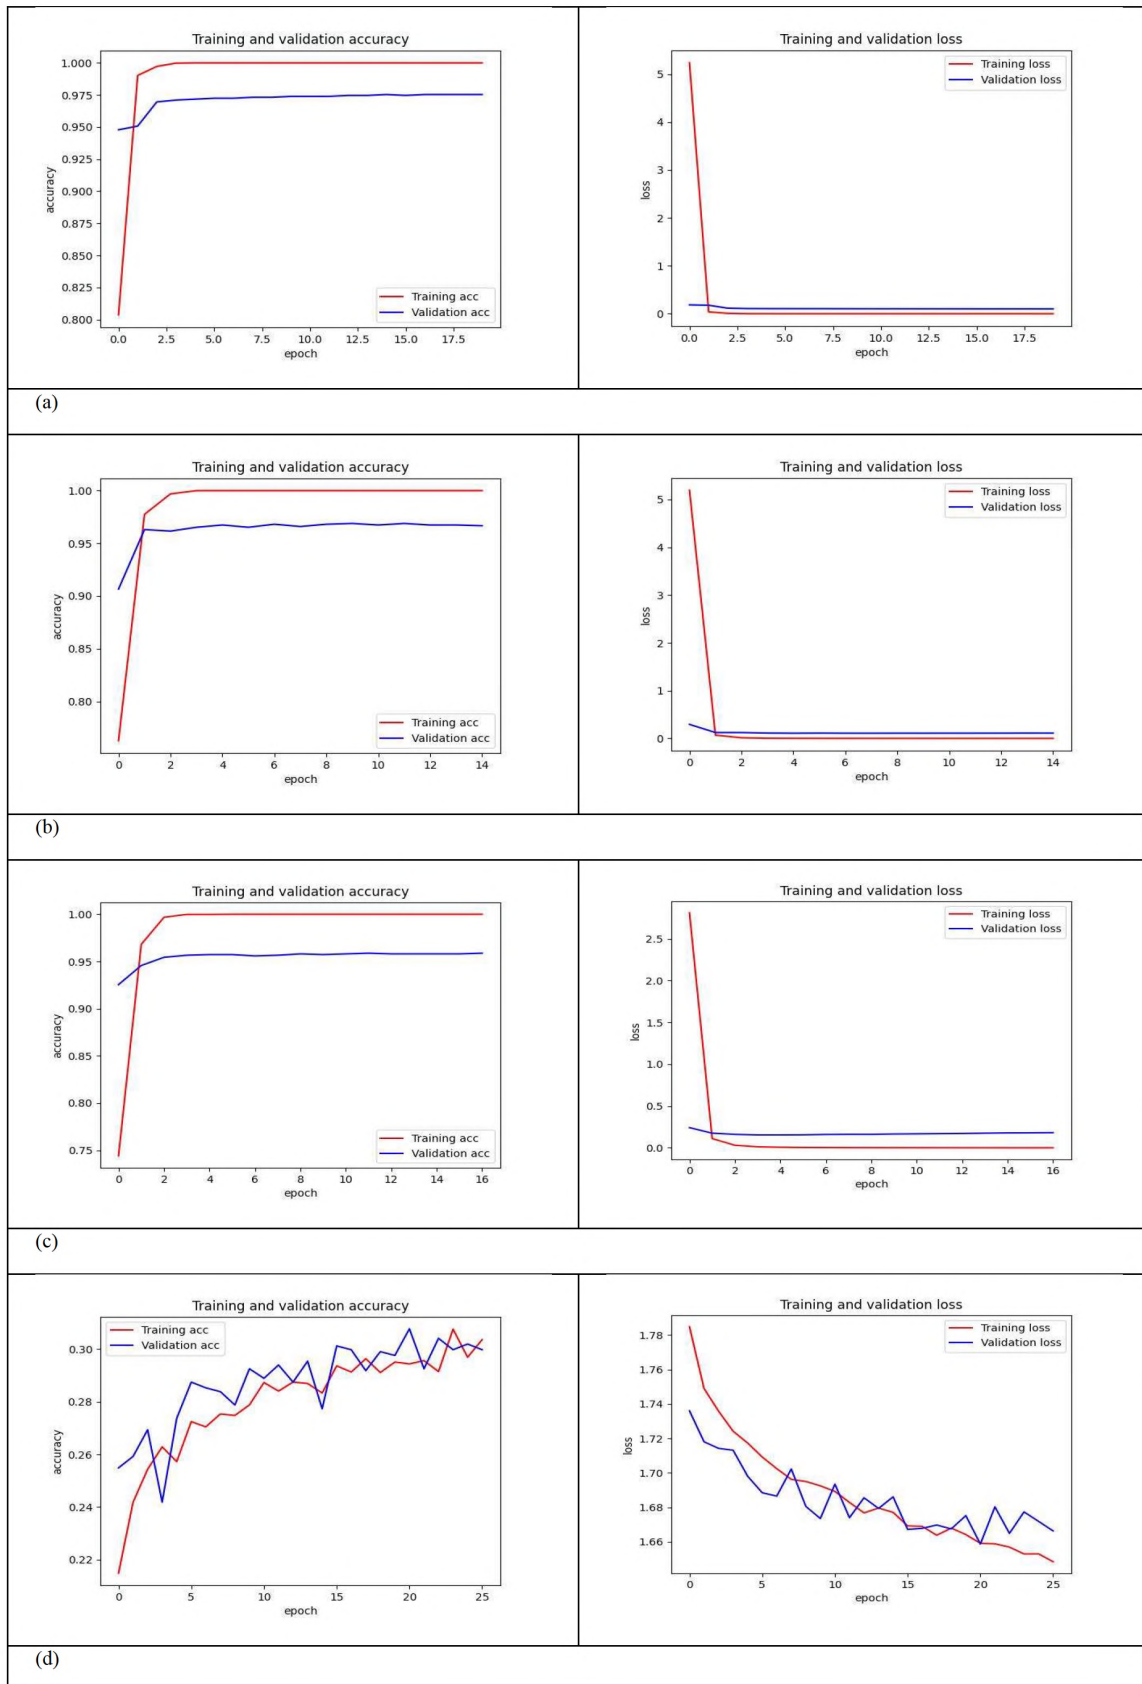 Training and validation accuracy
1.000
0.975
0.950
0.925
0.900
0.875
0.850
0.825
0.800
accuracy
Training acc
Validation acc
0.0 2.5 5.0 7.5 10.0 12.5 15.0 17.5
epoch
Training and validation loss
5
4
3
2
1
0
loss
Training loss
Validation loss
0.0 2.5 5.0 7.5 10.0 12.5 15.0 17.5
epoch
(a)
Training and validation accuracy
1.00
0.95
0.90
0.85
0.80
accuracy
Training acc
Validation acc
0 2 4 6 8 10 12 14
epoch
Training and validation loss
5
4
3
2
1
0
loss
Training loss
Validation loss
0 2 4 6 8 10 12 14
epoch
(b)
Training and validation accuracy
1.00
0.95
0.90
0.85
0.80
0.75
accuracy
Training acc
Validation acc
0 2 4 6 8 10 12 14 16
epoch
Training and validation loss
2.5
2.0
1.5
1.0
0.5
0.0
loss
Training loss
Validation loss
0 2 4 6 8 10 12 14 16
epoch
(c)
Training and validation accuracy
Training acc
Validation acc
0.30
0.28
0.26
0.24
0.22
accuracy
0 5 10 15 20 25
epoch
Training and validation loss
Training loss
Validation loss
1.78
1.76
1.74
1.72
1.70
1.68
1.66
loss
0 5 10 15 20 25
epoch
(d)